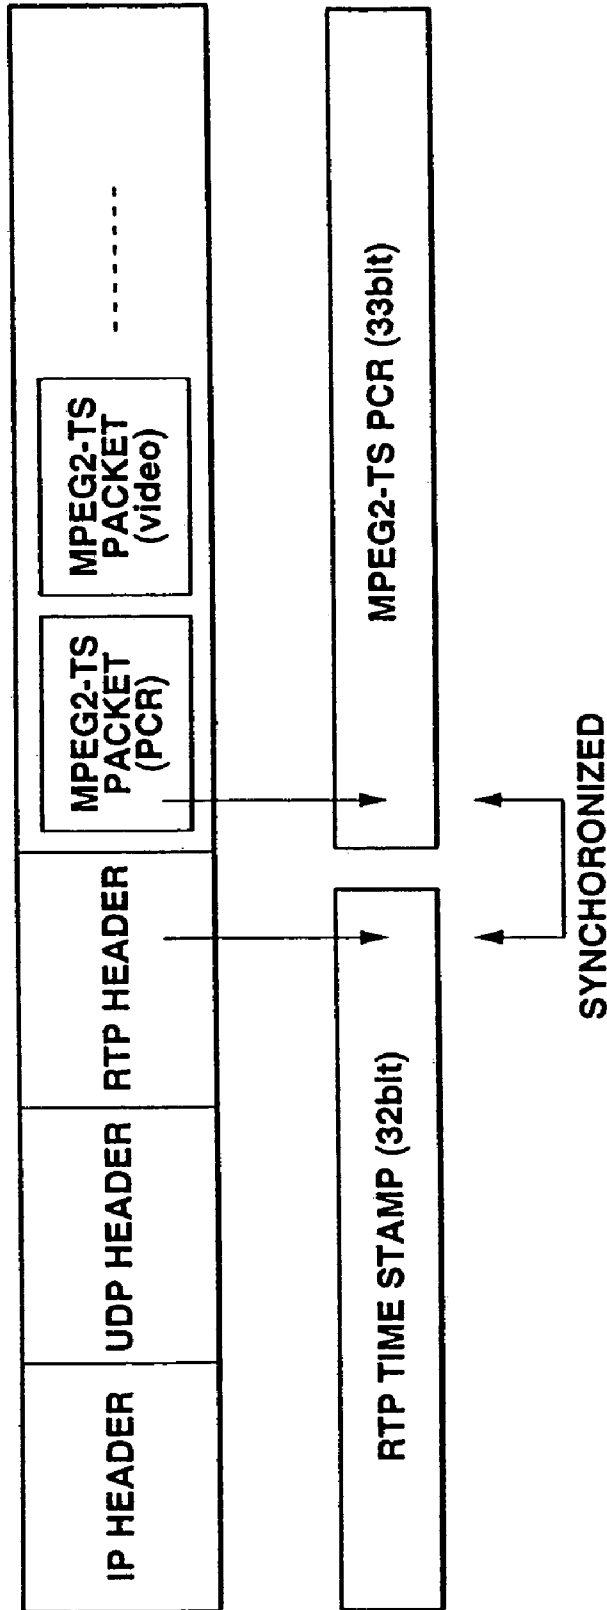 IP HEADER
UDP HEADER
RTP HEADER
MPEG2-TS
PACKET
(PCR)
MPEG2-TS
PACKET
(video)
--------
RTP TIME STAMP (32bit)
MPEG2-TS PCR (33bit)
SYNCHORONIZED